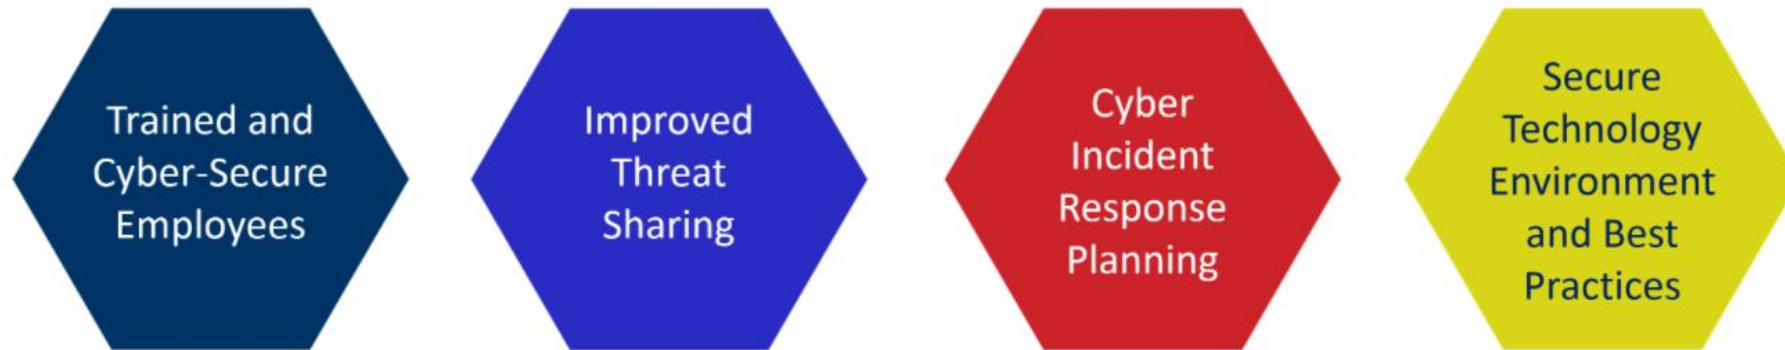 Trained and
Cyber-Secure
Employees
Improved
Threat
Sharing
Cyber
Incident
Response
Planning
Secure
Technology
Environment
and Best
Practices